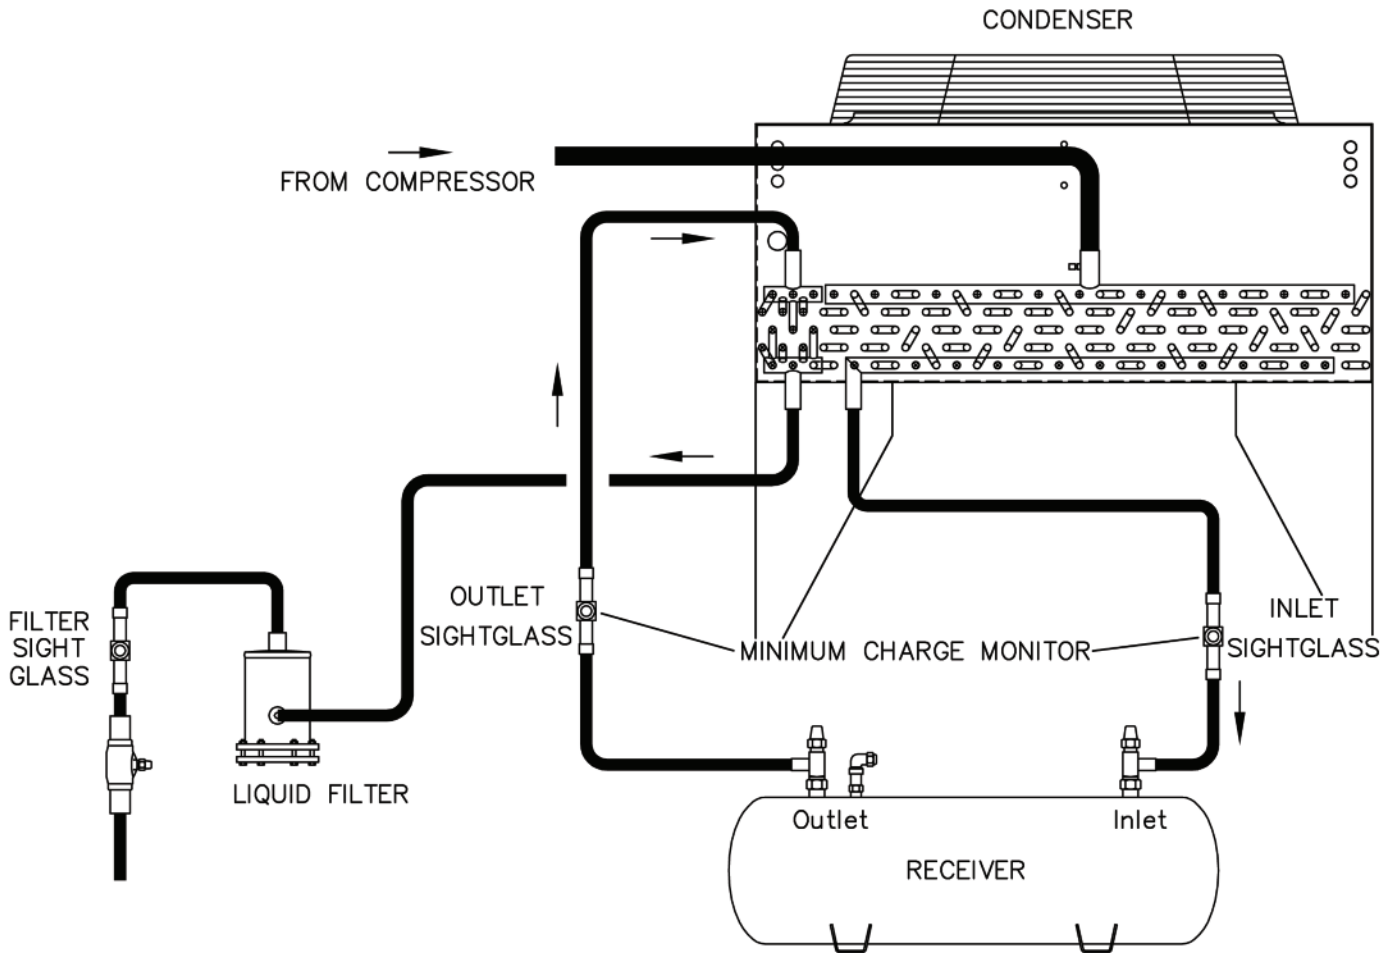 CONDENSER
FROM COMPRESSOR
OUTLET
SIGHTGLASS
INLET
SIGHTGLASS
FILTER
SIGHT
GLASS
MINIMUM CHARGE MONITOR
LIQUID FILTER
Outlet
Inlet
RECEIVER